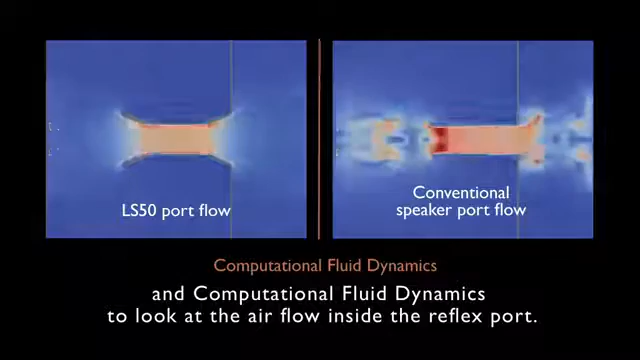 LS50 port flow
Conventional
speaker port flow
Computational Fluid Dynamics
and Computational Fluid Dynamics
to look at the air flow inside the reflex port.